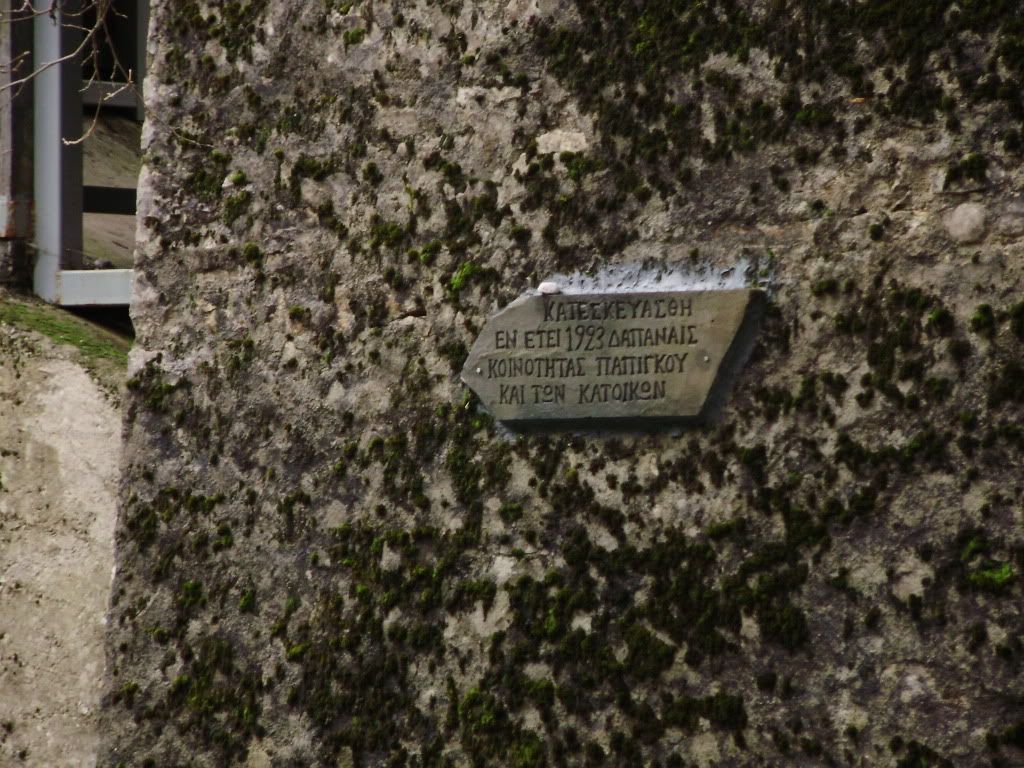 ΚΑΤΕΣΚΕΥΑΣΘΗ
ΕΝ ΕΤΕΙ 1923 ΔΑΠΑΝΑΙΣ
ΚΟΙΝΟΤΗΤΑΣ ΠΑΠΙΓΚΟΥ
ΚΑΙ ΤΩΝ ΚΑΤΟΙΚΩΝ